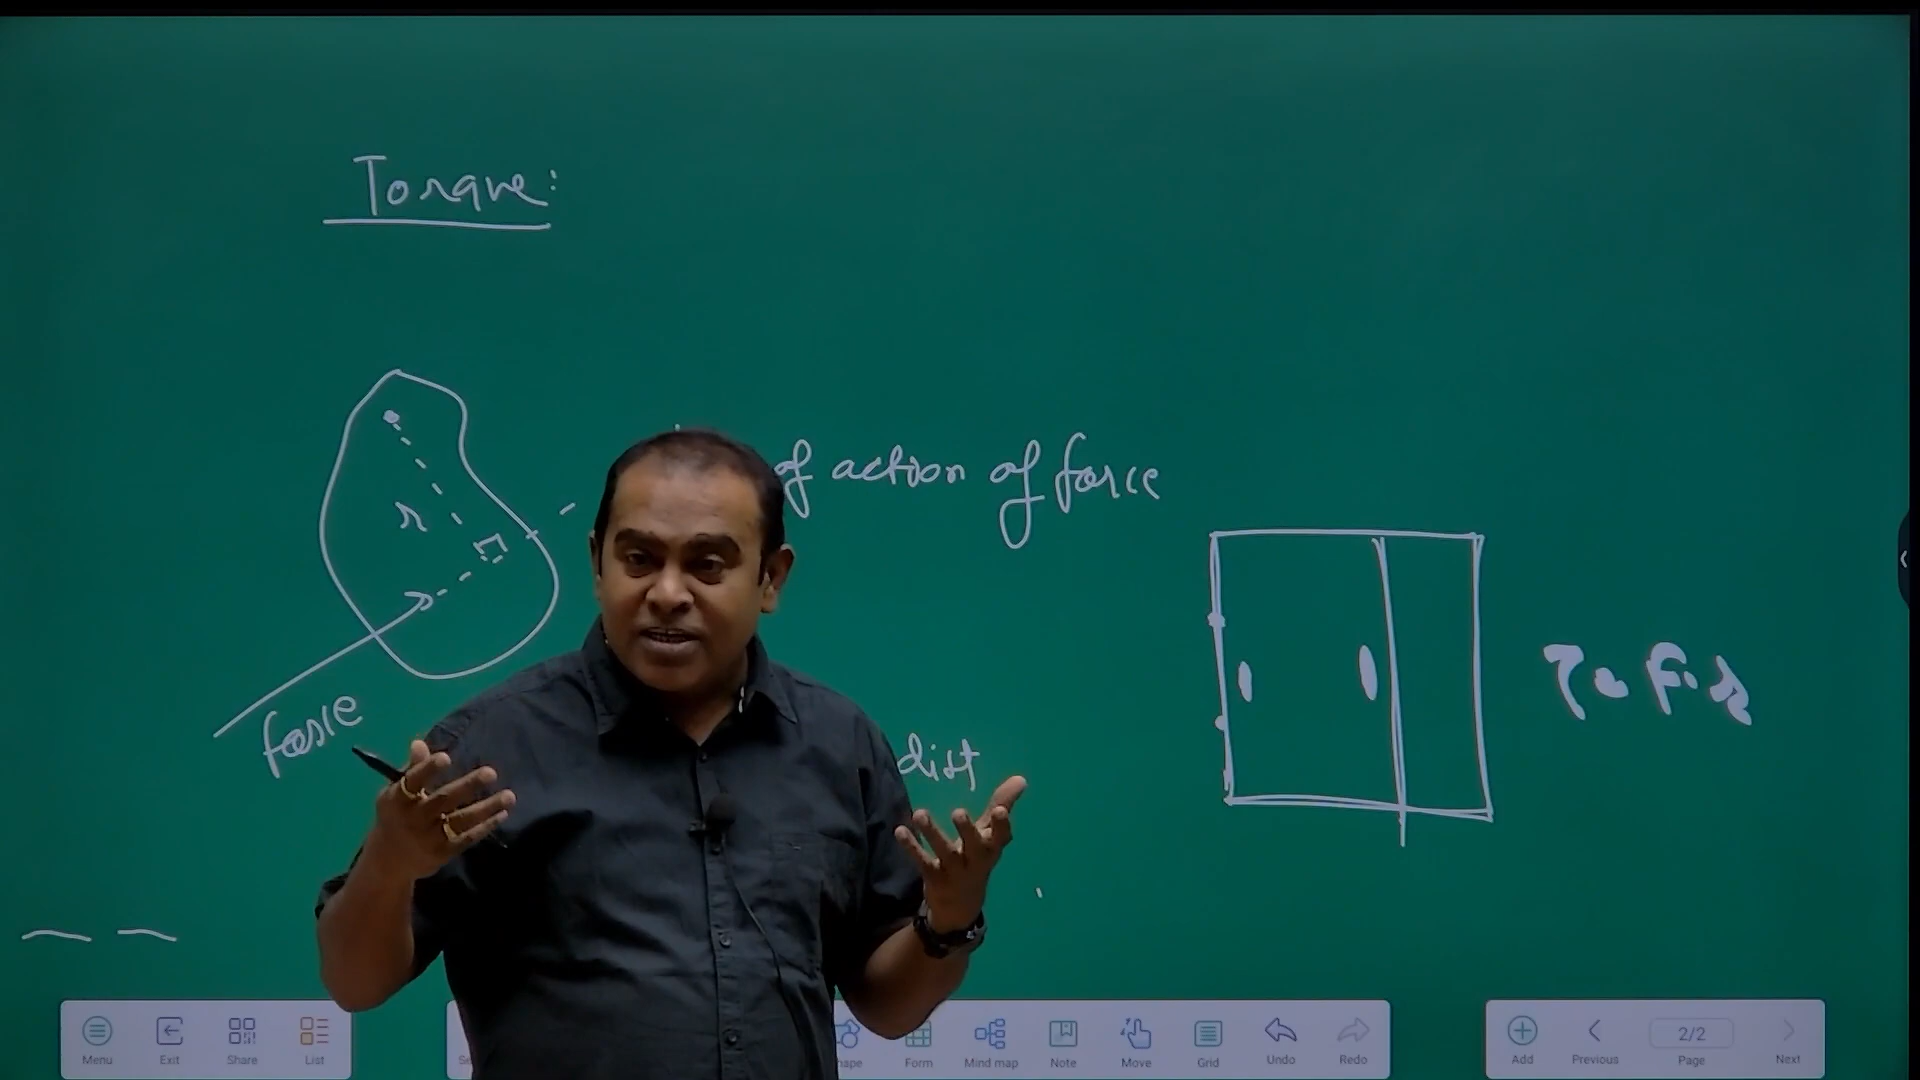 Torque:
of action of force
r
force
dist
Menu Exit Share List Form Mind map Note Move Grid Undo Redo Add Previous 2/2 Page Next